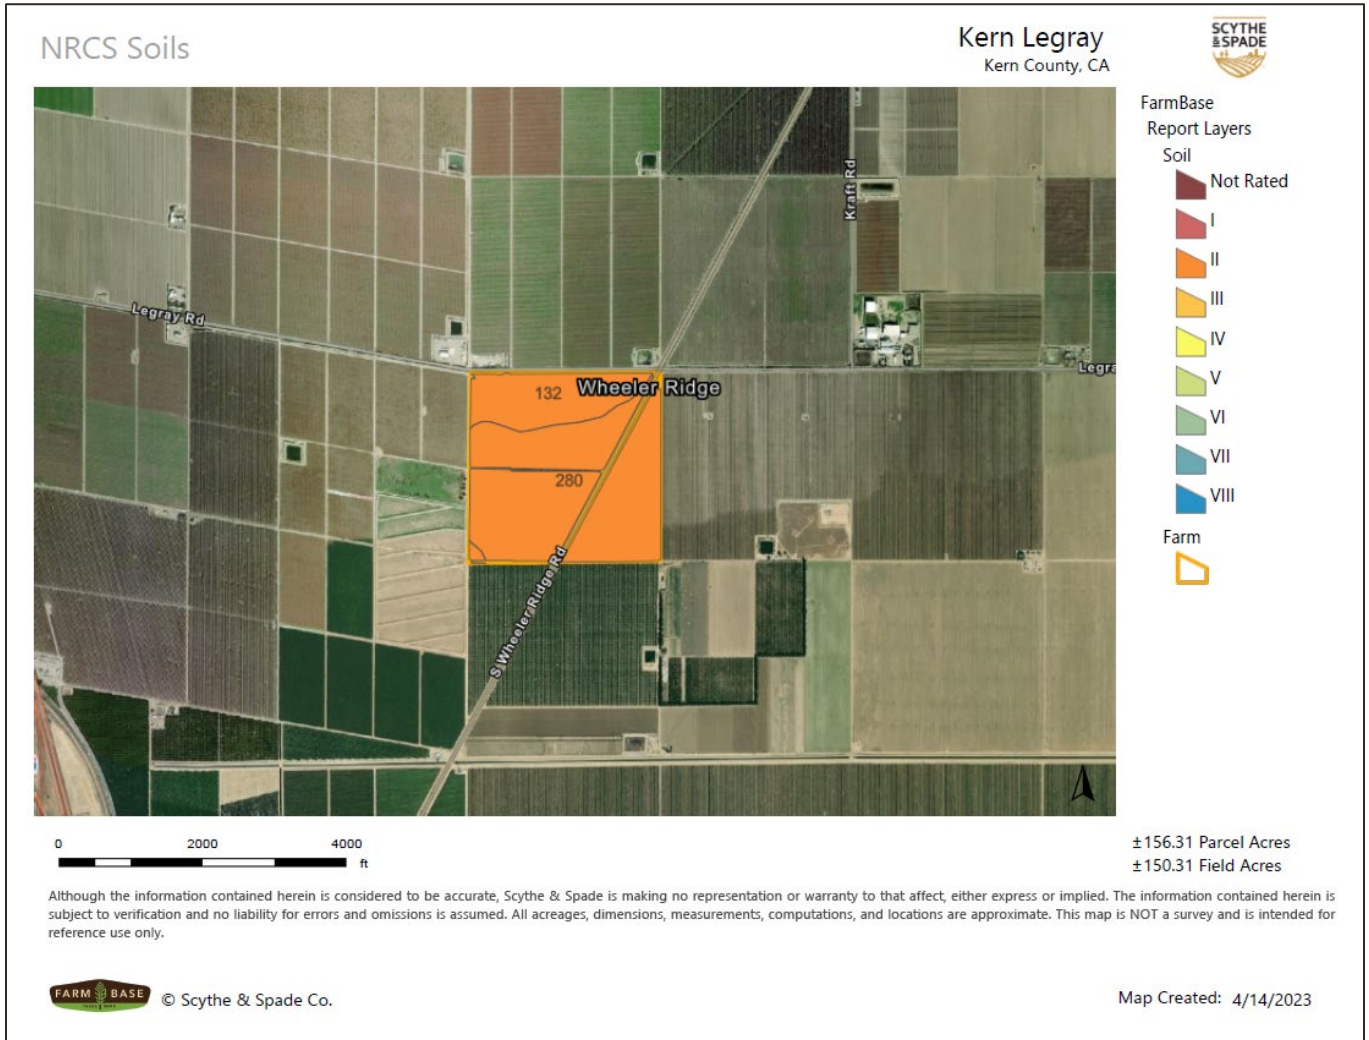 NRCS Soils
Kern Legray
Kern County, CA
SCYTHE
&SPADE
FarmBase
Report Layers
Soil
Not Rated
I
II
III
IV
V
VI
VII
VIII
Farm
Kraft Rd
Legray Rd
Legra
132
Wheeler Ridge
280
S Wheeler Ridge Rd
0 2000 4000
ft
±156.31 Parcel Acres
±150.31 Field Acres
Although the information contained herein is considered to be accurate, Scythe & Spade is making no representation or warranty to that affect, either express or implied. The information contained herein is
subject to verification and no liability for errors and omissions is assumed. All acreages, dimensions, measurements, computations, and locations are approximate. This map is NOT a survey and is intended for
reference use only.
FARM BASE
© Scythe & Spade Co.
Map Created: 4/14/2023